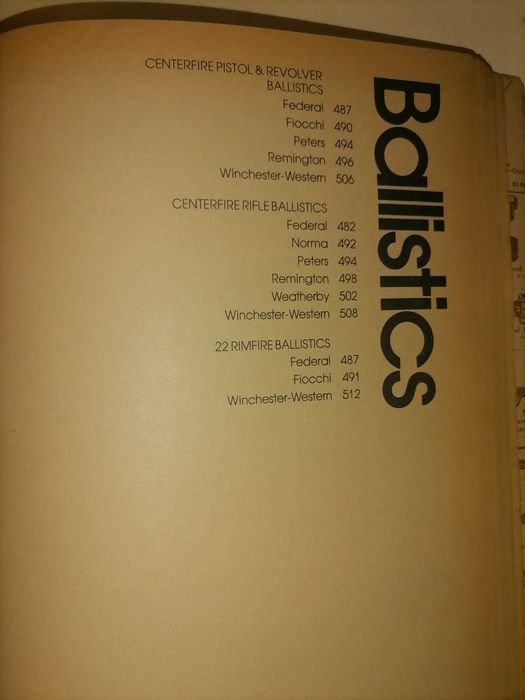 Ballistics
CENTERFIRE PISTOL & REVOLVER
BALLISTICS
Federal 487
Fiocchi 490
Peters 494
Remington 496
Winchester-Western 506
CENTERFIRE RIFLE BALLISTICS
Federal 482
Norma 492
Peters 494
Remington 498
Weatherby 502
Winchester-Western 508
22 RIMFIRE BALLISTICS
Federal 487
Fiocchi 491
Winchester-Western 512